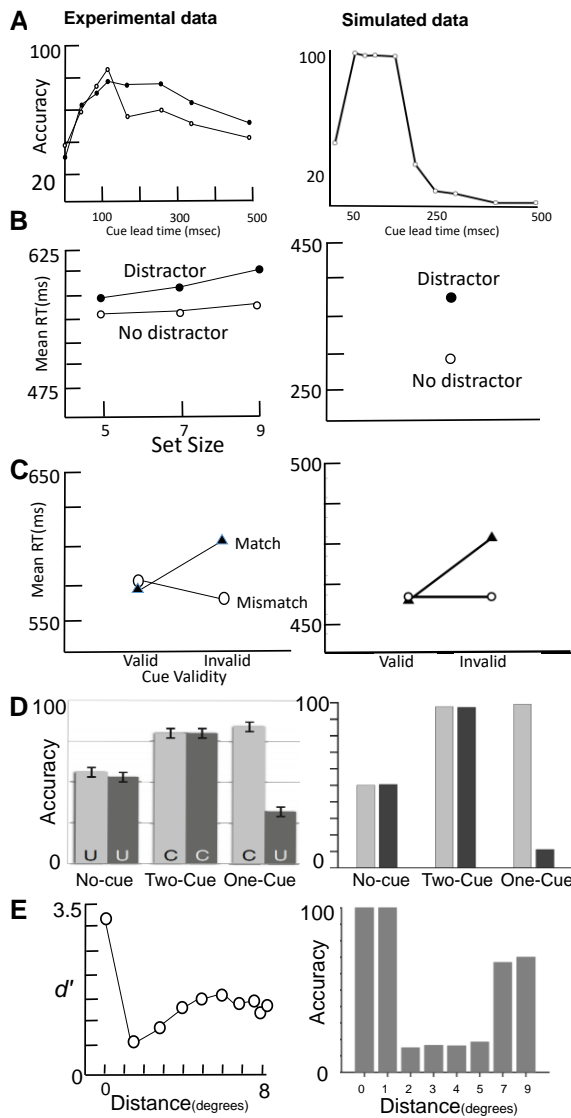 Experimental data
Simulated data
A
100
Accuracy
20
100
300
500
Cue lead time (msec)
100
20
50
250
500
Cue lead time (msec)
B
625
Mean RT(ms)
475
Distractor
No distractor
5
7
9
Set Size
450
250
Distractor
No distractor
C
650
Mean RT(ms)
550
Match
Mismatch
Valid
Invalid
Cue Validity
500
450
Valid
Invalid
D
100
Accuracy
0
U
U
C
C
C
U
No-cue
Two-Cue
One-Cue
100
0
No-cue
Two-Cue
One-Cue
E
3.5
d'
0
0
8
Distance(degrees)
100
Accuracy
0
0
1
2
3
4
5
7
9
Distance(degrees)